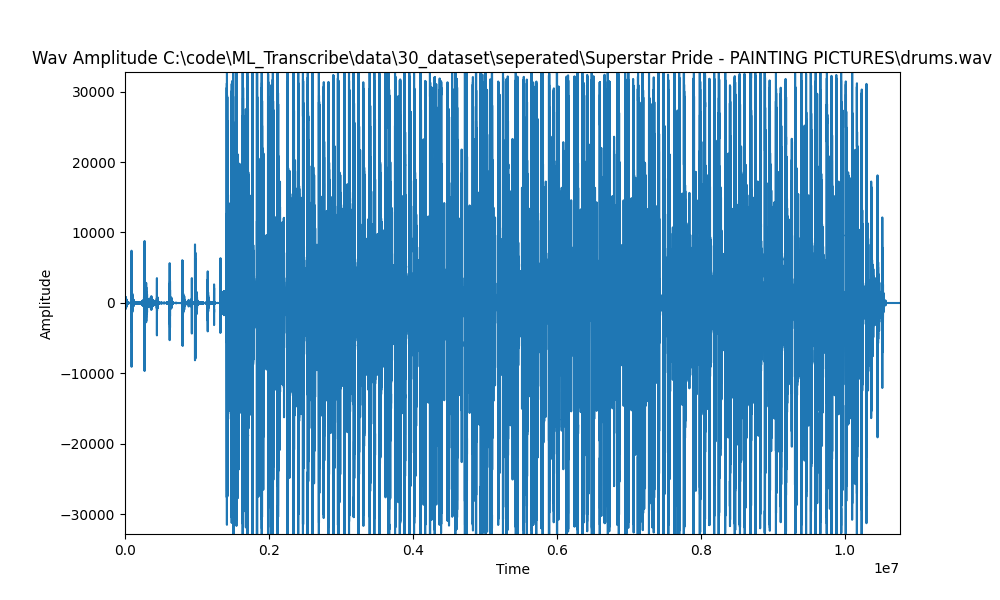 Wav Amplitude C:\code\ML_Transcribe\data\30_dataset\seperated\Superstar Pride - PAINTING PICTURES\drums.wav
30000
20000
10000
0
−10000
−20000
−30000
Amplitude
0.0 0.2 0.4 0.6 0.8 1.0
1e7
Time